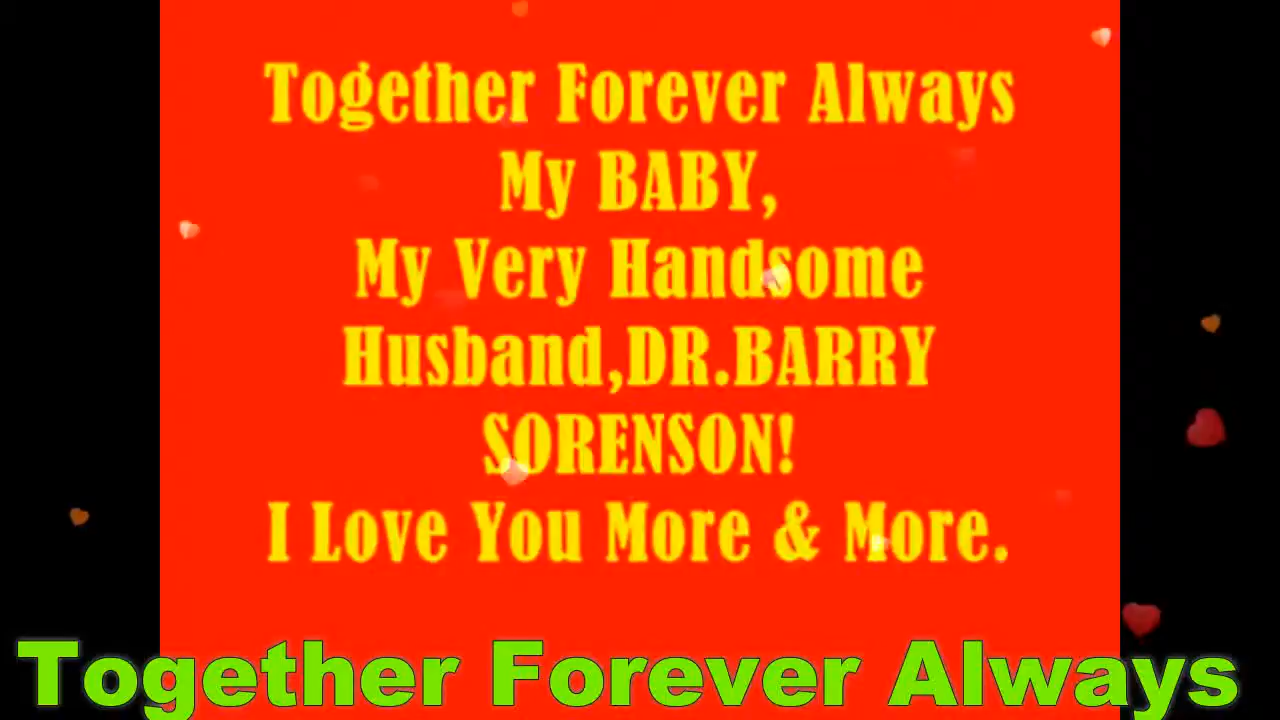 Together Forever Always
My BABY,
My Very Handsome
Husband,DR.BARRY
SORENSON!
I Love You More & More.
Together Forever Always